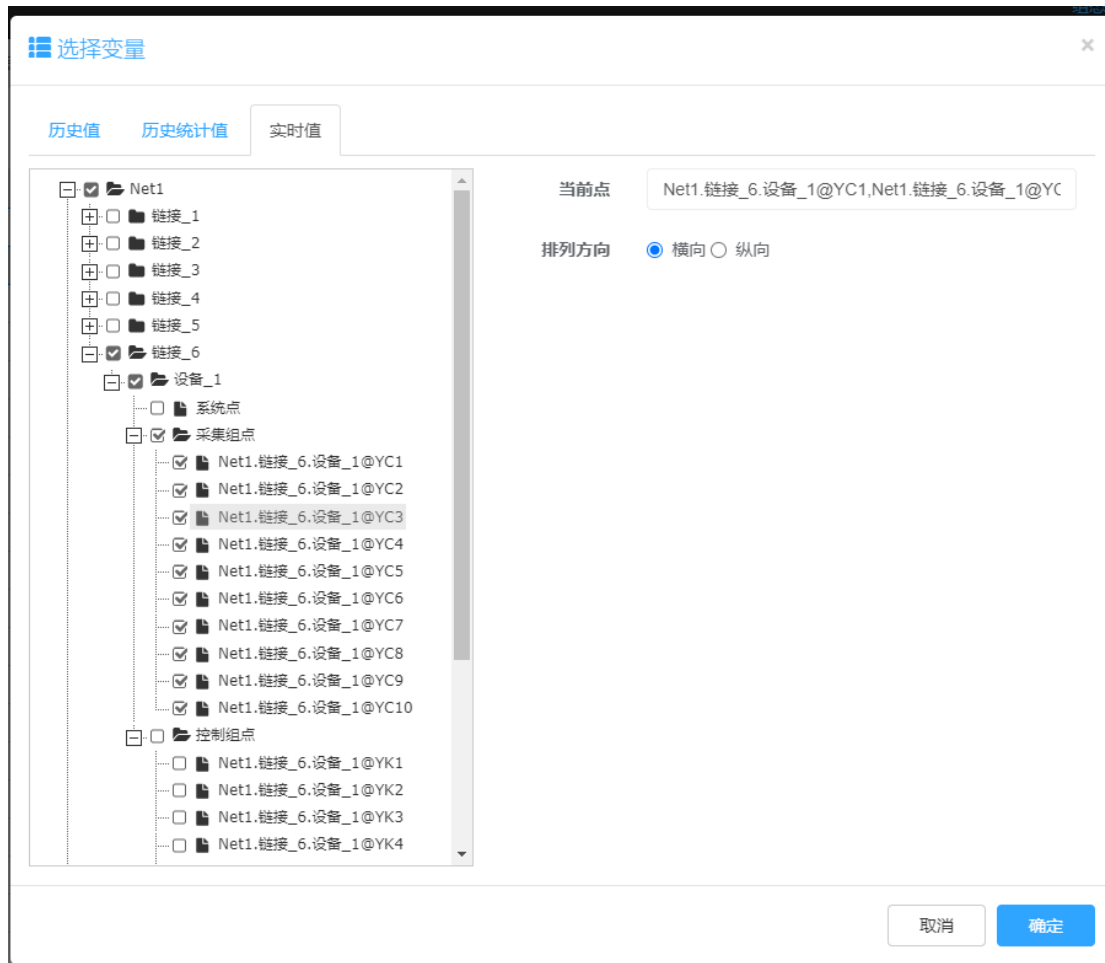 选择变量
×
历史值 历史统计值 实时值
Net1
链接_1
链接_2
链接_3
链接_4
链接_5
链接_6
设备_1
系统点
采集组点
Net1.链接_6.设备_1@YC1
Net1.链接_6.设备_1@YC2
Net1.链接_6.设备_1@YC3
Net1.链接_6.设备_1@YC4
Net1.链接_6.设备_1@YC5
Net1.链接_6.设备_1@YC6
Net1.链接_6.设备_1@YC7
Net1.链接_6.设备_1@YC8
Net1.链接_6.设备_1@YC9
Net1.链接_6.设备_1@YC10
控制组点
Net1.链接_6.设备_1@YK1
Net1.链接_6.设备_1@YK2
Net1.链接_6.设备_1@YK3
Net1.链接_6.设备_1@YK4
当前点 Net1.链接_6.设备_1@YC1,Net1.链接_6.设备_1@YC
排列方向 横向 纵向
取消 确定